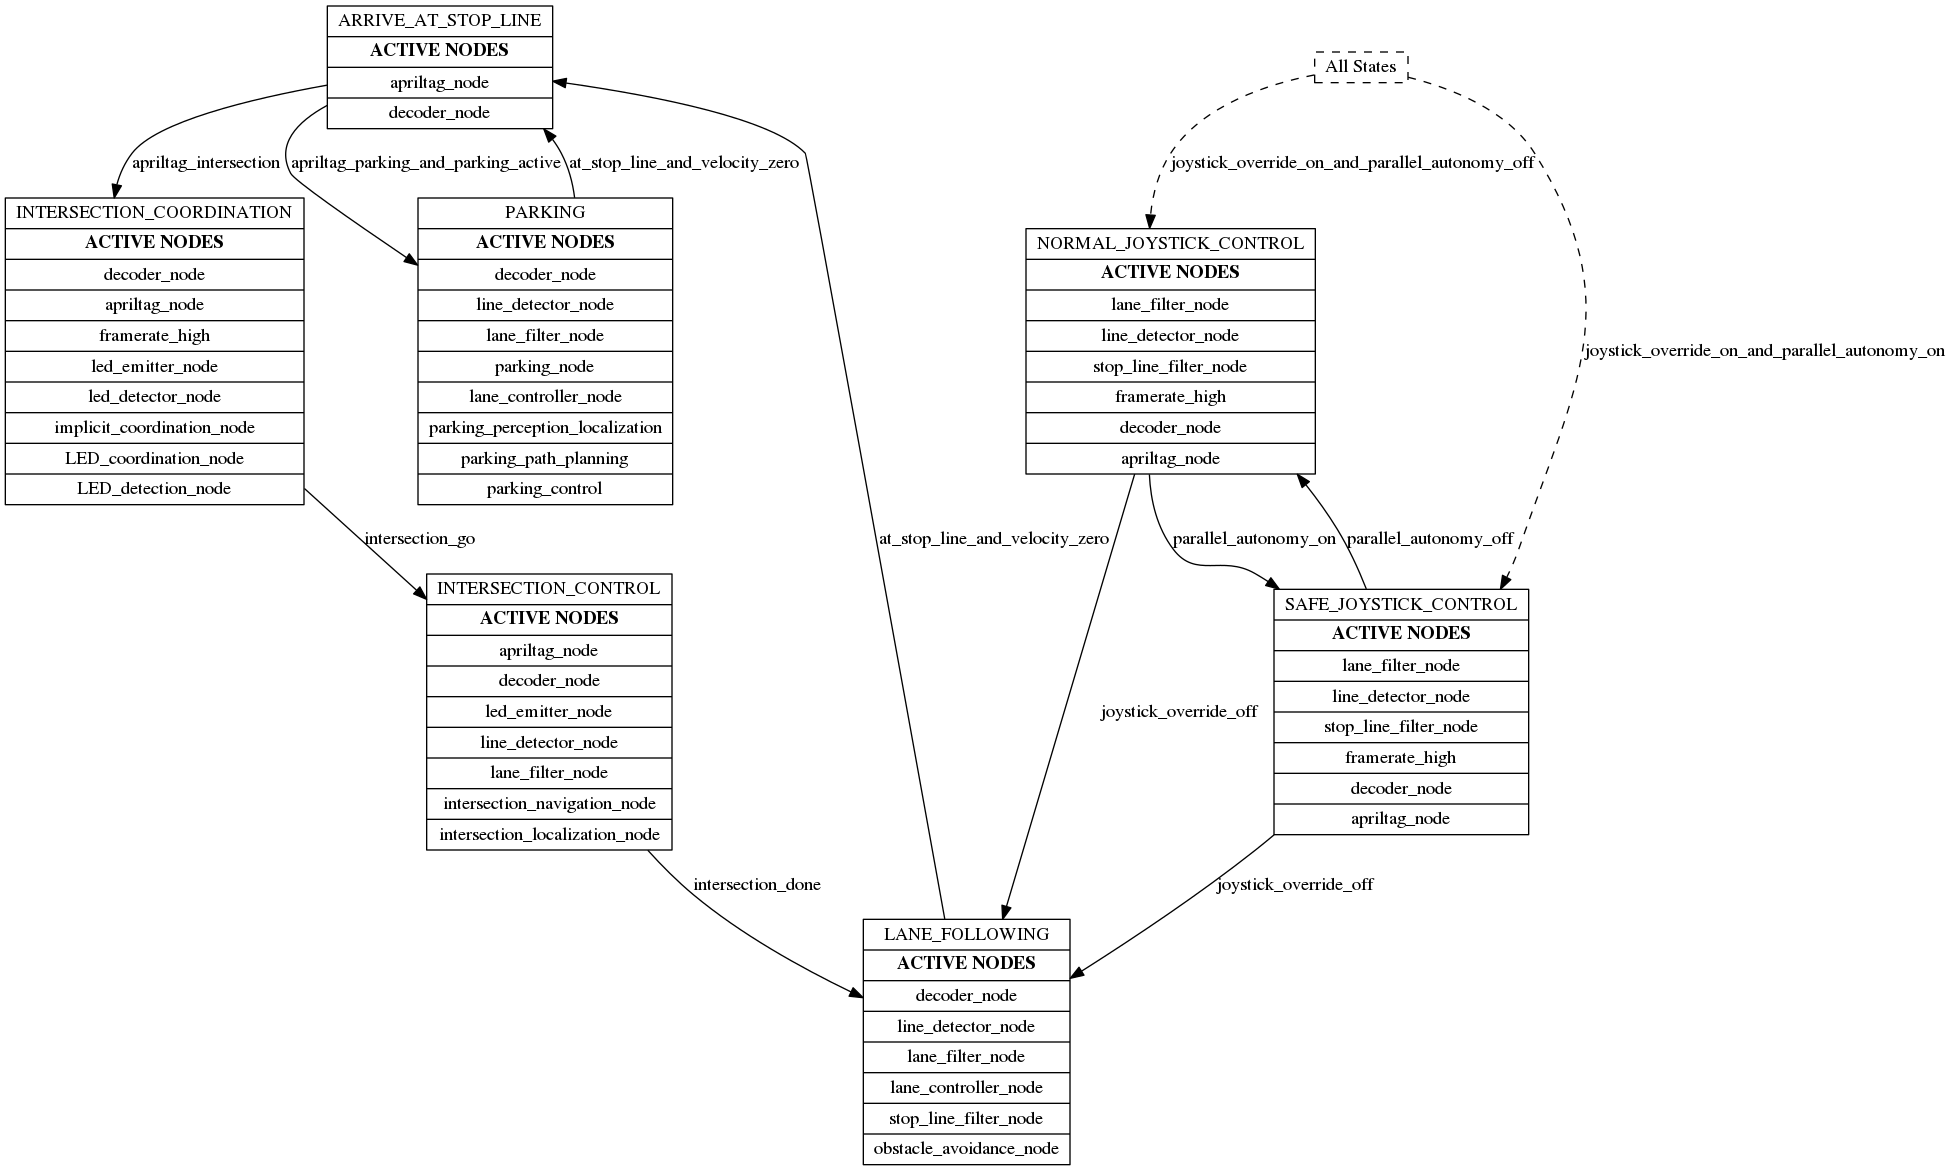 ARRIVE_AT_STOP_LINE
ACTIVE NODES
apriltag_node
decoder_node
All States
apriltag_intersection
apriltag_parking_and_parking_active
at_stop_line_and_velocity_zero
joystick_override_on_and_parallel_autonomy_off
INTERSECTION_COORDINATION
ACTIVE NODES
decoder_node
apriltag_node
framerate_high
led_emitter_node
led_detector_node
implicit_coordination_node
LED_coordination_node
LED_detection_node
PARKING
ACTIVE NODES
decoder_node
line_detector_node
lane_filter_node
parking_node
lane_controller_node
parking_perception_localization
parking_path_planning
parking_control
NORMAL_JOYSTICK_CONTROL
ACTIVE NODES
lane_filter_node
line_detector_node
stop_line_filter_node
framerate_high
decoder_node
apriltag_node
joystick_override_on_and_parallel_autonomy_on
intersection_go
at_stop_line_and_velocity_zero
parallel_autonomy_on
parallel_autonomy_off
INTERSECTION_CONTROL
ACTIVE NODES
apriltag_node
decoder_node
led_emitter_node
line_detector_node
lane_filter_node
intersection_navigation_node
intersection_localization_node
joystick_override_off
SAFE_JOYSTICK_CONTROL
ACTIVE NODES
lane_filter_node
line_detector_node
stop_line_filter_node
framerate_high
decoder_node
apriltag_node
intersection_done
joystick_override_off
LANE_FOLLOWING
ACTIVE NODES
decoder_node
line_detector_node
lane_filter_node
lane_controller_node
stop_line_filter_node
obstacle_avoidance_node